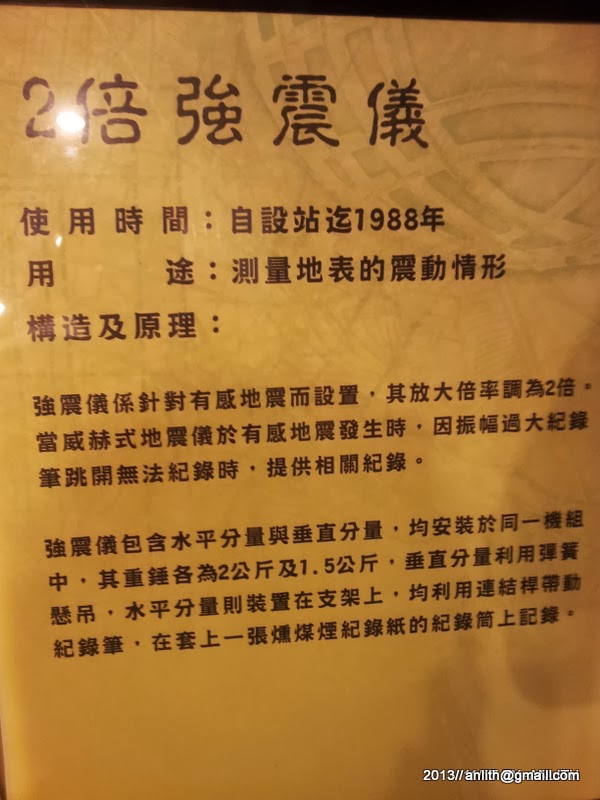 2倍強震儀
使用時間：自設站迄1988年
用途：測量地表的震動情形
構造及原理：
強震儀係針對有感地震而設置，其放大倍率調為2倍。
當威赫式地震儀於有感地震發生時，因振幅過大紀錄
筆跳開無法紀錄時，提供相關紀錄。
強震儀包含水平分量與垂直分量，均安裝於同一機組
中，其重錘各為2公斤及1.5公斤，垂直分量利用彈簧
懸吊，水平分量則裝置在支架上，均利用連結桿帶動
紀錄筆，在套上一張燻煤煙紀錄紙的紀錄筒上記錄。
2013//anlith@gmaill.com